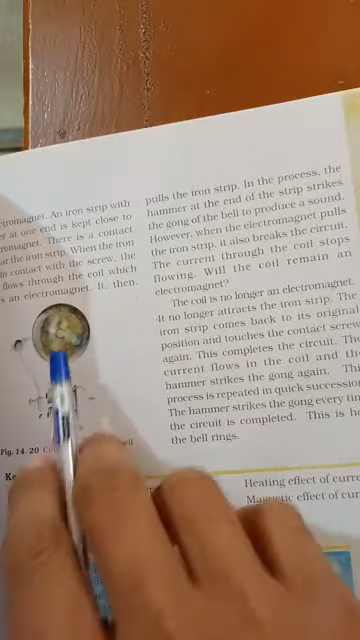 ctromagnet. An iron strip with
er at one end is kept close to
romagnet. There is a contact
ar the iron strip. When the iron
in contact with the screw, the
flows through the coil which
s an electromagnet. It, then,
Fig. 14.20
Ke
pulls the iron strip. In the process, the
hammer at the end of the strip strikes
the gong of the bell to produce a sound.
However, when the electromagnet pulls
the iron strip, it also breaks the circuit.
The current through the coil stops
flowing. Will the coil remain an
electromagnet?
The coil is no longer an electromagnet.
It no longer attracts the iron strip. The
iron strip comes back to its original
position and touches the contact screw
again. This completes the circuit. The
current flows in the coil and the
hammer strikes the gong again. Thi
process is repeated in quick successio
The hammer strikes the gong every tim
the circuit is completed. This is ho
the bell rings.
Heating effect of curre
Magnetic effect of curre